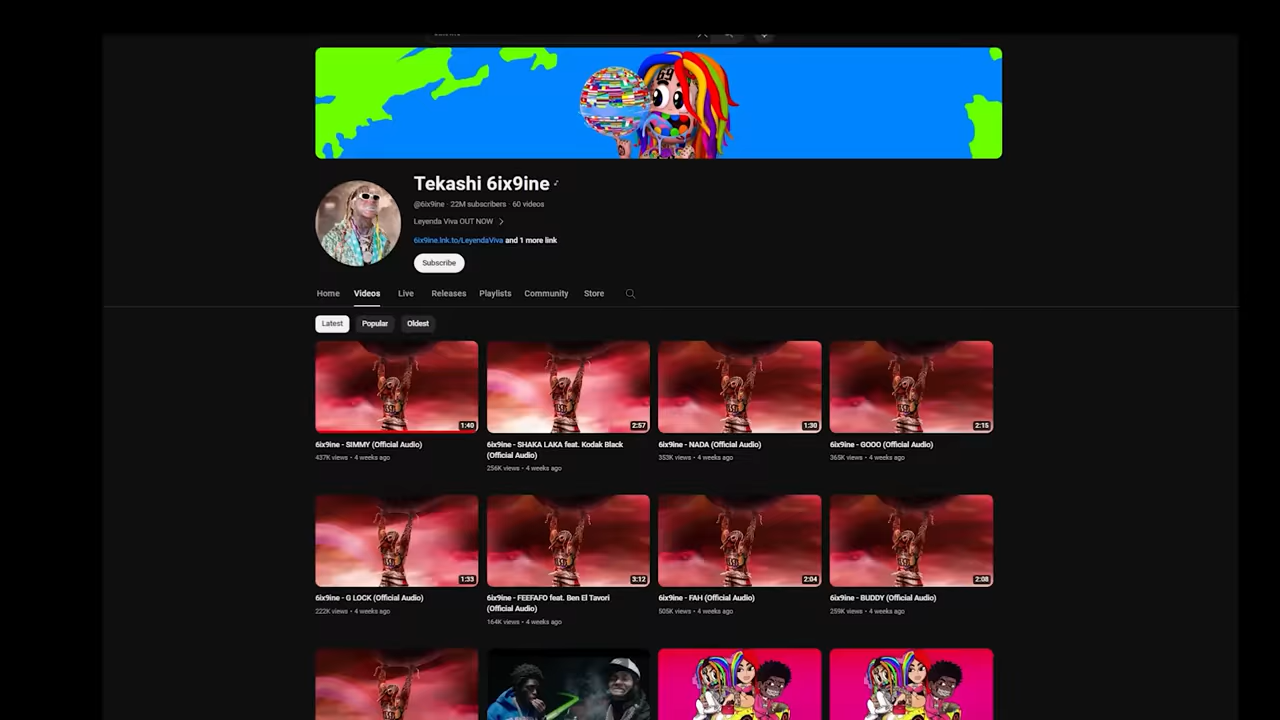 69
Tekashi 6ix9ine
@6ix9ine · 22M subscribers · 60 videos
Leyenda Viva OUT NOW
6ix9ine.lnk.to/LeyendaViva and 1 more link
Subscribe
Home Videos Live Releases Playlists Community Store
Latest Popular Oldest
1:40 2:57 1:30 2:15
6ix9ine - SIMMY (Official Audio)
437K views • 4 weeks ago
6ix9ine - SHAKA LAKA feat. Kodak Black
(Official Audio)
256K views • 4 weeks ago
6ix9ine - NADA (Official Audio)
353K views • 4 weeks ago
6ix9ine - GOOO (Official Audio)
365K views • 4 weeks ago
1:33 3:12 2:04 2:08
6ix9ine - G LOCK (Official Audio)
222K views • 4 weeks ago
6ix9ine - FEEFAFO feat. Ben El Tavori
(Official Audio)
164K views • 4 weeks ago
6ix9ine - FAH (Official Audio)
505K views • 4 weeks ago
6ix9ine - BUDDY (Official Audio)
259K views • 4 weeks ago